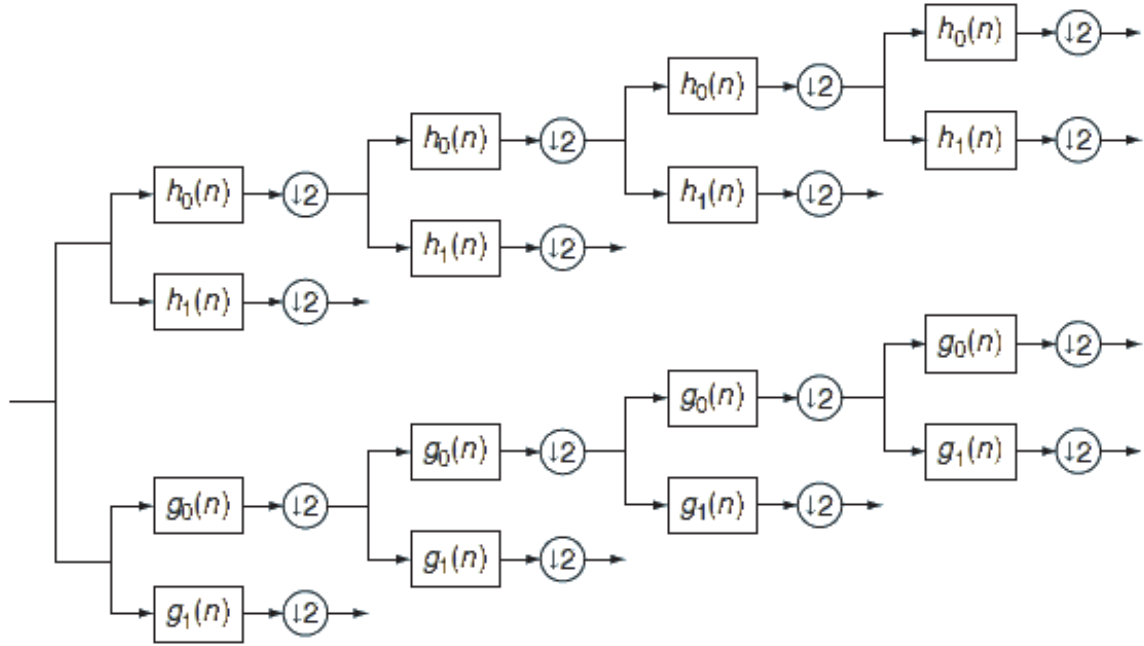 h₀(n) ↓2
h₀(n) ↓2
h₀(n) ↓2 h₁(n) ↓2
h₀(n) ↓2 h₁(n) ↓2
h₁(n) ↓2
h₁(n) ↓2
g₀(n) ↓2
g₀(n) ↓2
g₀(n) ↓2 g₁(n) ↓2
g₀(n) ↓2 g₁(n) ↓2
g₁(n) ↓2
g₁(n) ↓2